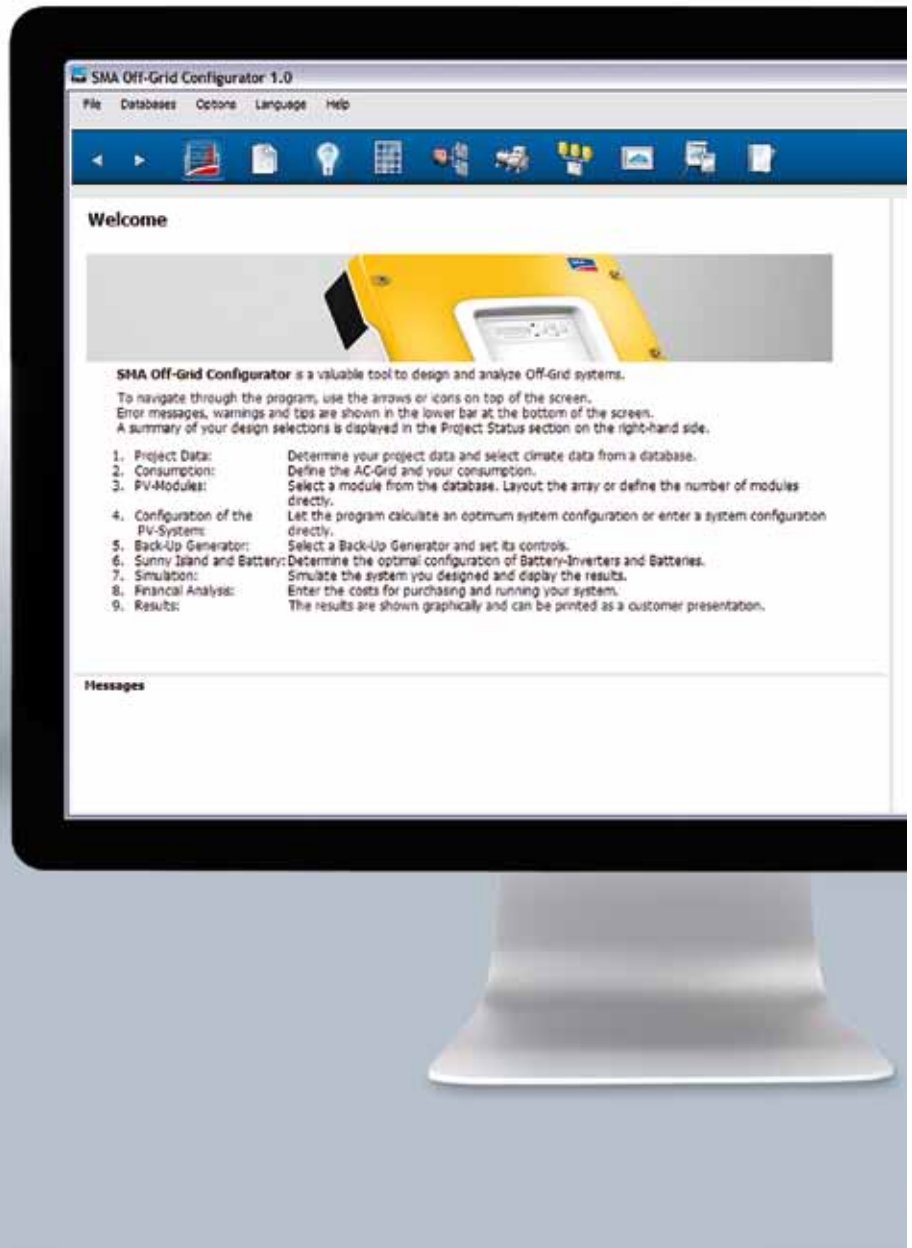 SMA Off-Grid Configurator 1.0
File Databases Options Language Help
Welcome
SMA
SMA Off-Grid Configurator is a valuable tool to design and analyze Off-Grid systems.
To navigate through the program, use the arrows or icons on top of the screen.
Error messages, warnings and tips are shown in the lower bar at the bottom of the screen.
A summary of your design selections is displayed in the Project Status section on the right-hand side.
1. Project Data: Determine your project data and select climate data from a database.
2. Consumption: Define the AC-Grid and your consumption.
3. PV-Modules: Select a module from the database. Layout the array or define the number of modules
directly.
4. Configuration of the Let the program calculate an optimum system configuration or enter a system configuration
PV-System: directly.
5. Back-Up Generator: Select a Back-Up Generator and set its controls.
6. Sunny Island and Battery: Determine the optimal configuration of Battery-Inverters and Batteries.
7. Simulation: Simulate the system you designed and display the results.
8. Financial Analysis: Enter the costs for purchasing and running your system.
9. Results: The results are shown graphically and can be printed as a customer presentation.
Messages